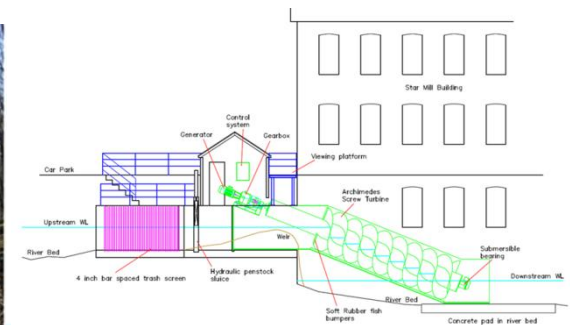 Star Mill Building
Control
system
Generator
Gearbox
Viewing platform
Car Park
Archimedes
Screw Turbine
Upstream WL
Weir
Submersible
bearing
River Bed
Hydraulic penstock
sluice
Downstream WL
4 inch bar spaced trash screen
River Bed
Soft Rubber fish
bumpers
Concrete pad in river bed